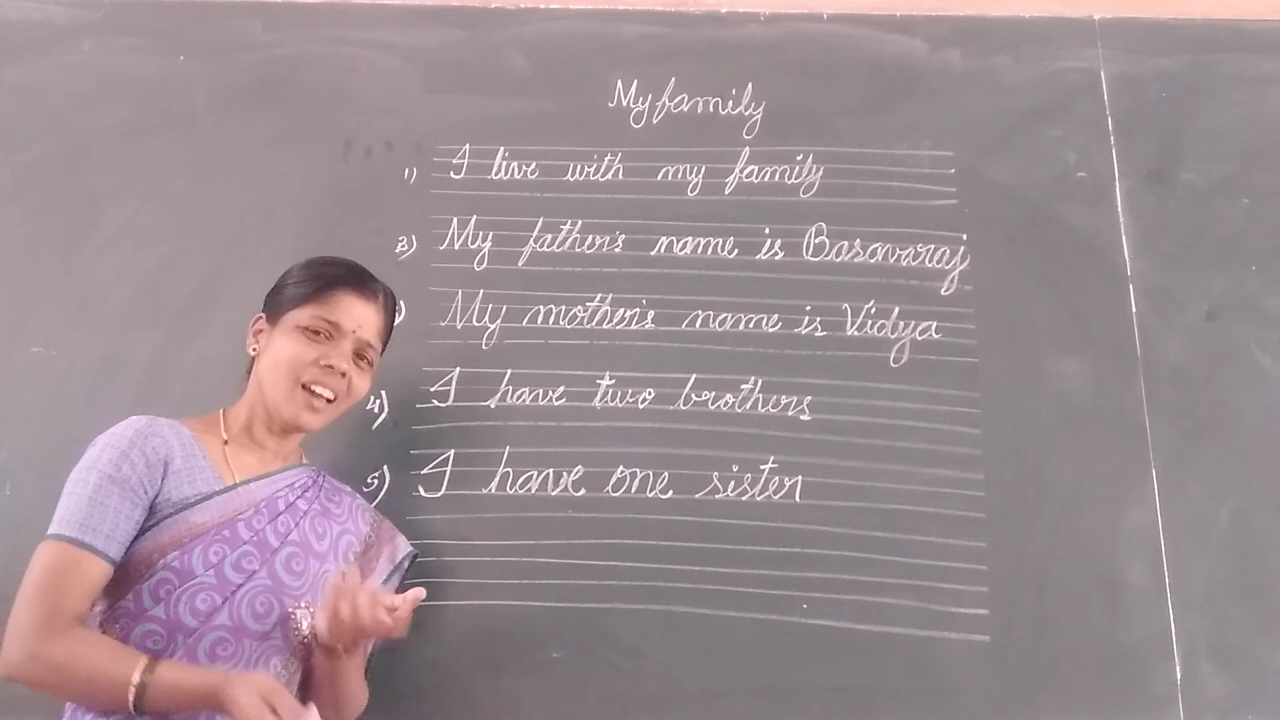 My family
1) I live with my family
3) My father's name is Basavaraj
) My mother's name is Vidya
4) I have two brothers
5) I have one sister